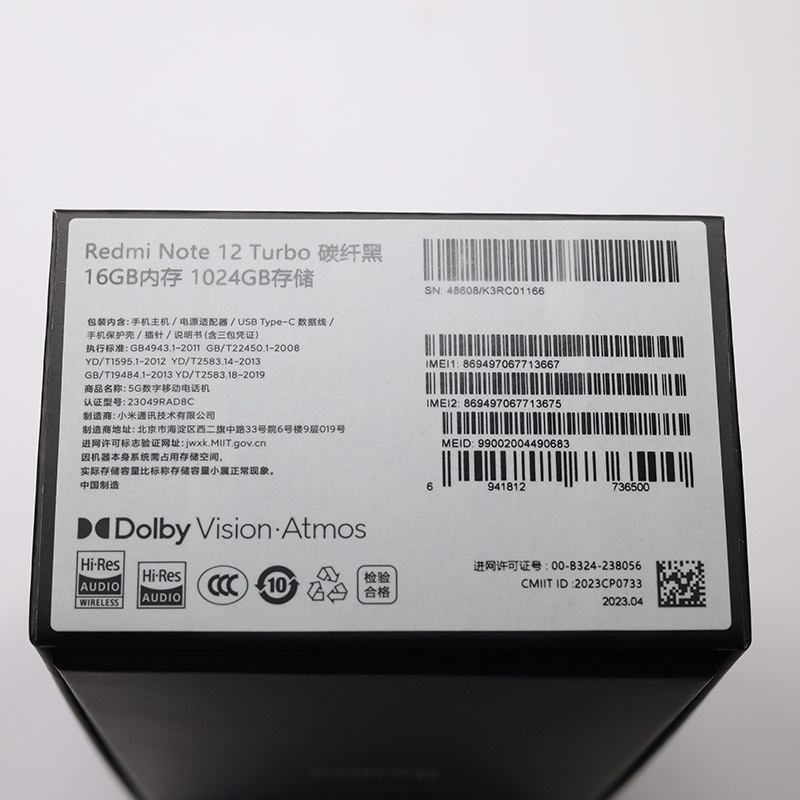 Redmi Note 12 Turbo 碳纤黑
16GB内存 1024GB存储
SN: 48608/K3RC01166
包装内含: 手机主机 / 电源适配器 / USB Type-C 数据线 /
手机保护壳 / 插针 / 说明书 (含三包凭证)
执行标准: GB4943.1-2011 GB/T22450.1-2008
YD/T1595.1-2012 YD/T2583.14-2013
GB/T19484.1-2013 YD/T2583.18-2019
商品名称: 5G数字移动电话机
认证型号: 23049RAD8C
制造商: 小米通讯技术有限公司
制造商地址: 北京市海淀区西二旗中路33号院6号楼9层019号
进网许可标志验证网址: jwxk.MIIT.gov.cn
因机器本身系统需占用存储空间,
实际存储容量比标称存储容量小属正常现象。
中国制造
IMEI1: 869497067713667
IMEI2: 869497067713675
MEID: 99002004490683
6 941812 736500
Dolby Vision·Atmos
Hi-Res
AUDIO
WIRELESS
Hi-Res
AUDIO
CCC
10
检验
合格
进网许可证号 : 00-B324-238056
CMIIT ID :2023CP0733
2023.04